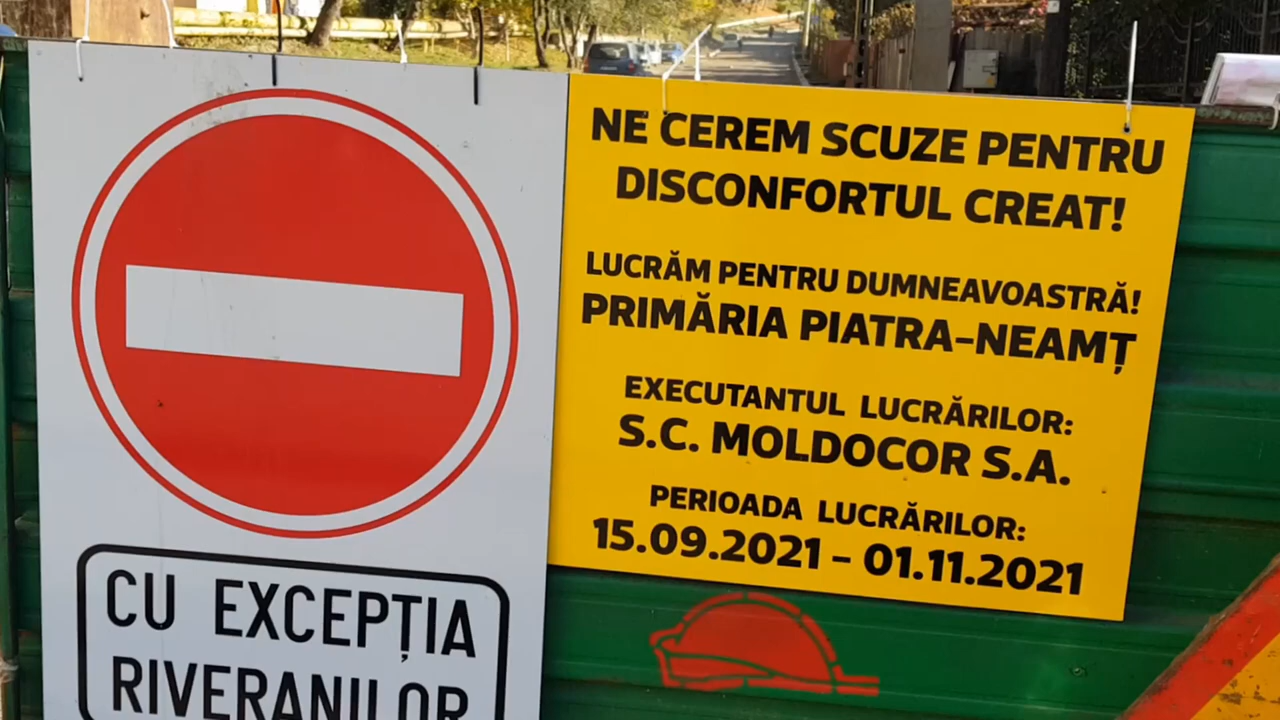 NE CEREM SCUZE PENTRU
DISCONFORTUL CREAT!
LUCRĂM PENTRU DUMNEAVOASTRĂ!
PRIMĂRIA PIATRA-NEAMȚ
EXECUTANTUL LUCRĂRILOR:
S.C. MOLDOCOR S.A.
PERIOADA LUCRĂRILOR:
15.09.2021 - 01.11.2021
CU EXCEPȚIA
RIVERANILOR